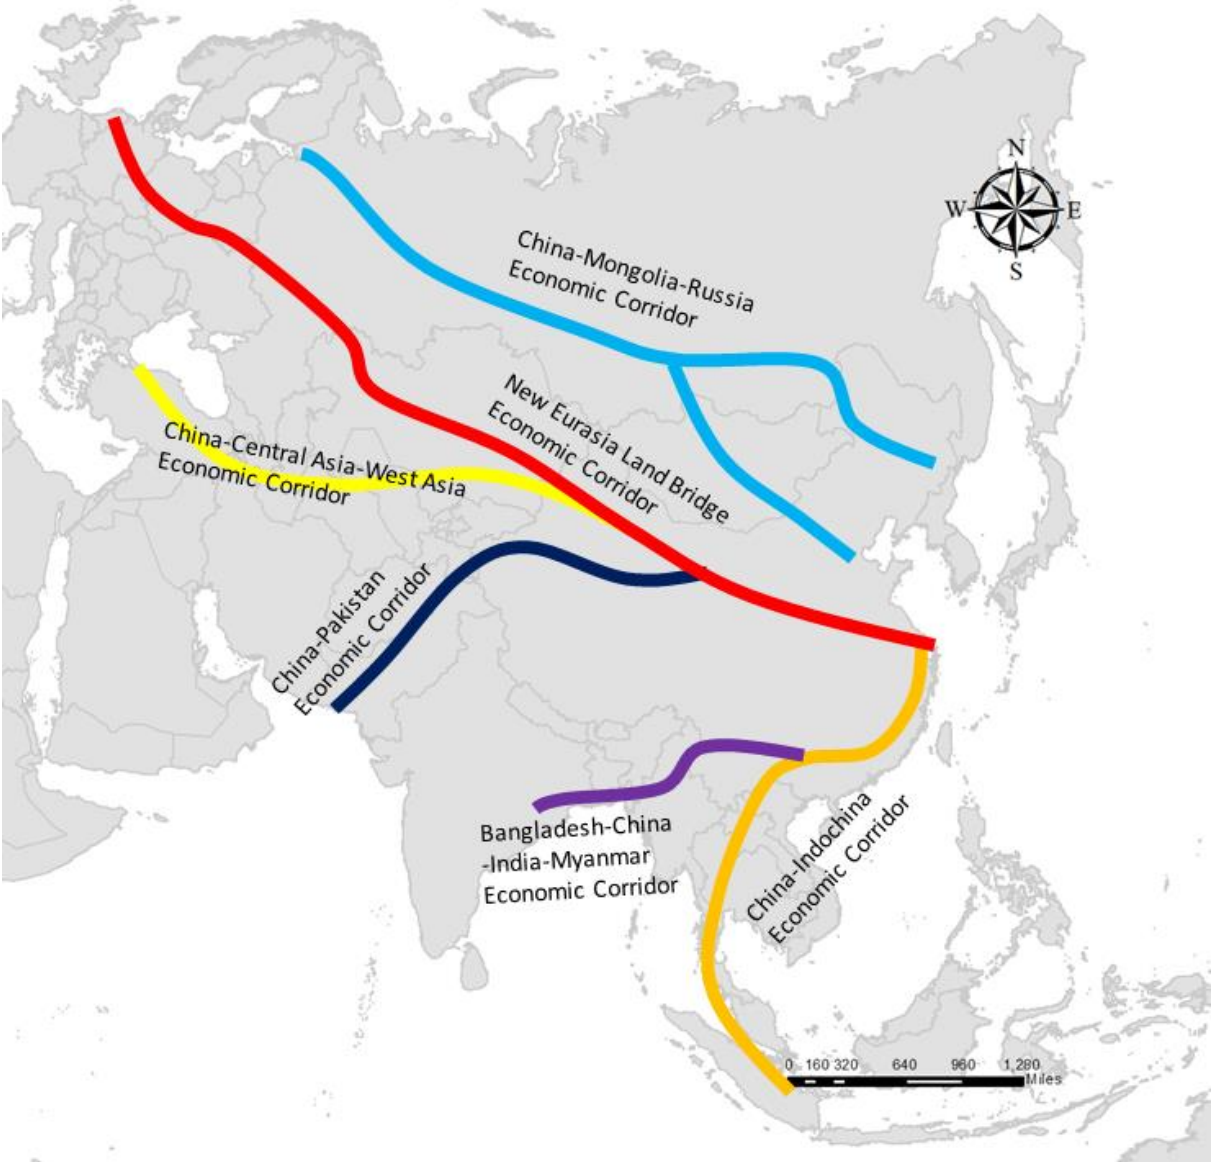 N
W
E
S
China-Mongolia-Russia
Economic Corridor
New Eurasia Land Bridge
Economic Corridor
China-Central Asia-West Asia
Economic Corridor
China-Pakistan
Economic Corridor
Bangladesh-China
-India-Myanmar
Economic Corridor
China-Indochina
Economic Corridor
0 160 320 640 960 1,280
Miles